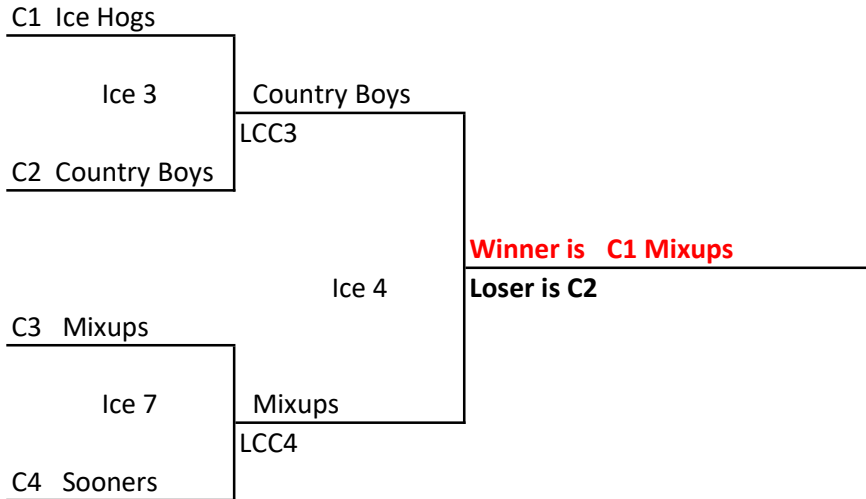 C1 Ice Hogs
Ice 3
Country Boys
LCC3
C2 Country Boys
Winner is C1 Mixups
Ice 4
Loser is C2
C3 Mixups
Ice 7
Mixups
LCC4
C4 Sooners